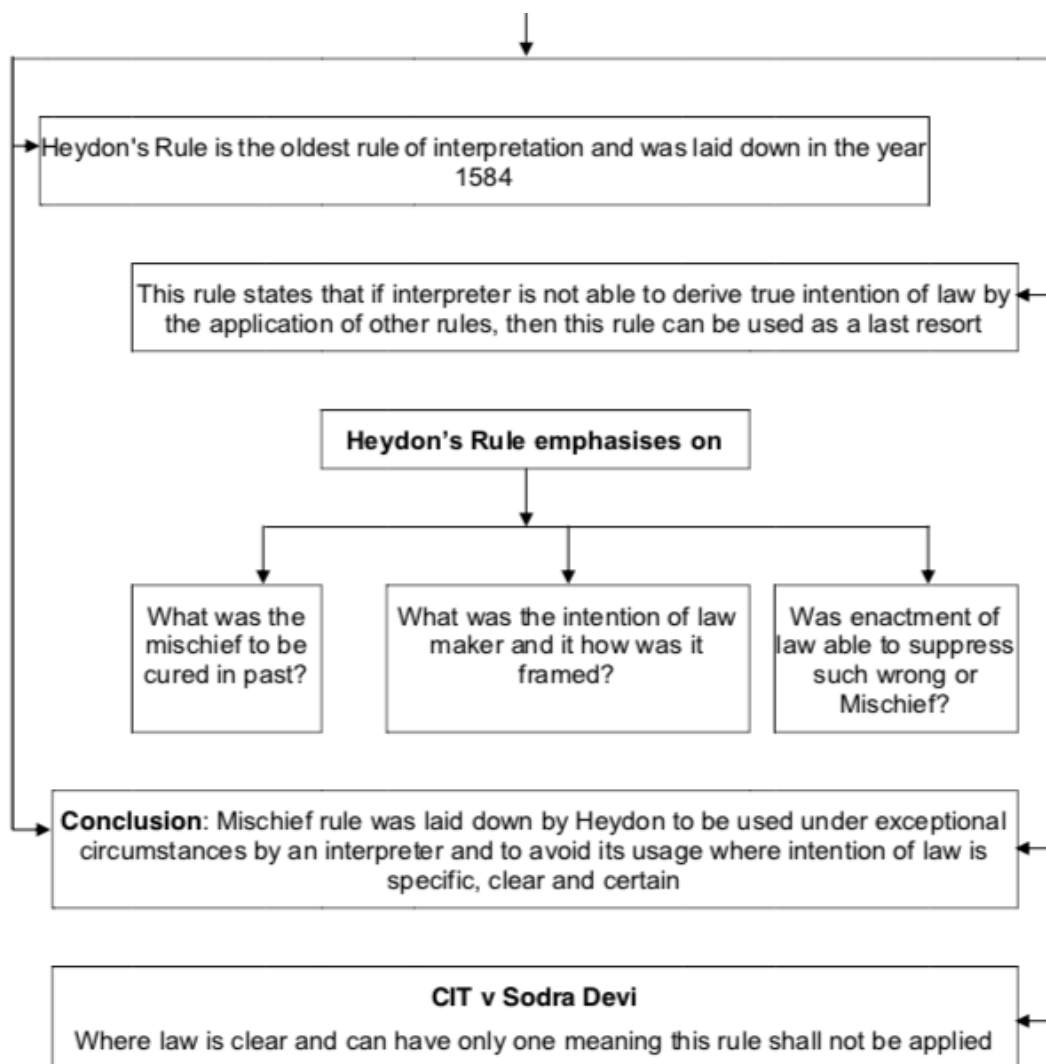 Heydon's Rule is the oldest rule of interpretation and was laid down in the year
1584
This rule states that if interpreter is not able to derive true intention of law by
the application of other rules, then this rule can be used as a last resort
Heydon's Rule emphasises on
What was the
mischief to be
cured in past?
What was the intention of law
maker and it how was it
framed?
Was enactment of
law able to suppress
such wrong or
Mischief?
Conclusion: Mischief rule was laid down by Heydon to be used under exceptional
circumstances by an interpreter and to avoid its usage where intention of law is
specific, clear and certain
CIT v Sodra Devi
Where law is clear and can have only one meaning this rule shall not be applied